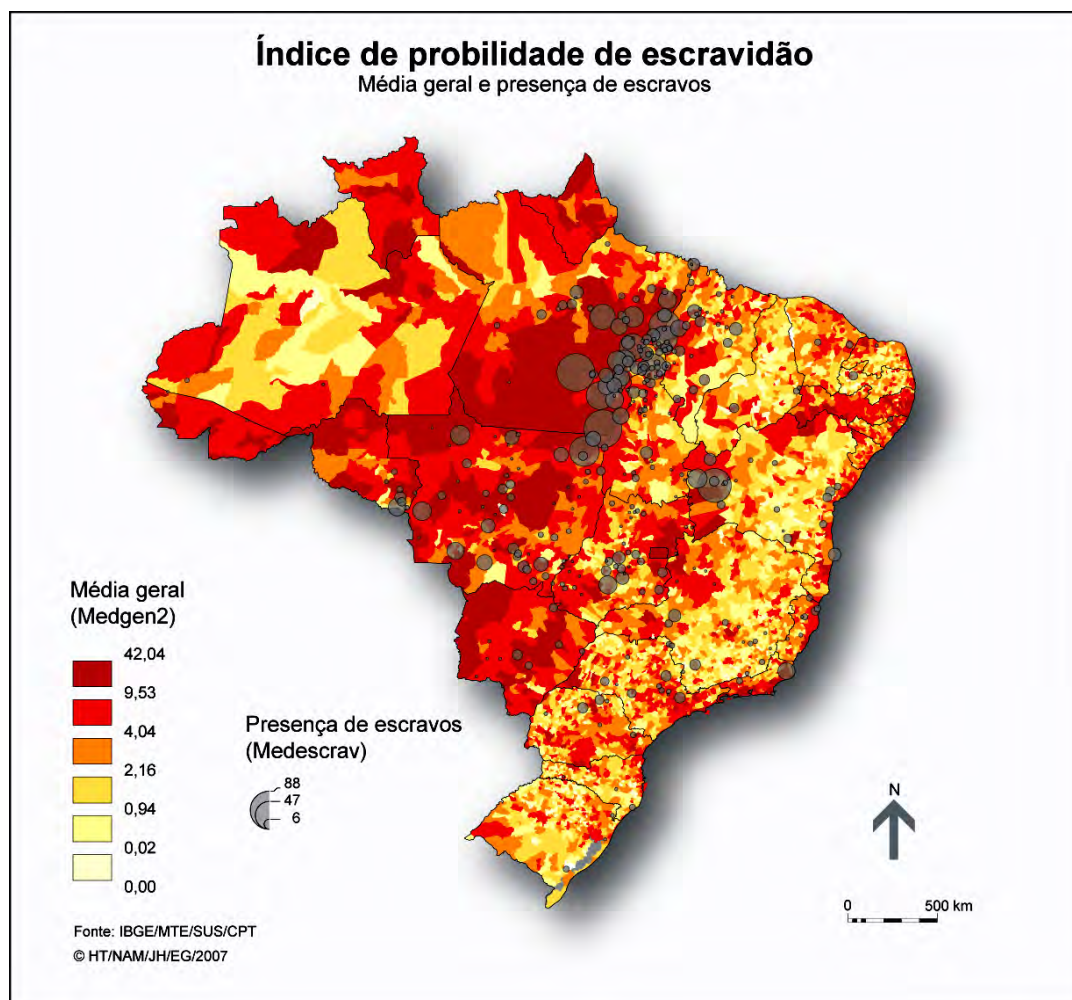 Índice de probilidade de escravidão
Média geral e presença de escravos
Média geral
(Medgen2)
42,04
9,53
4,04
2,16
0,94
0,02
0,00
Presença de escravos
(Medescrav)
88
47
6
N
0 500 km
Fonte: IBGE/MTE/SUS/CPT
© HT/NAM/JH/EG/2007